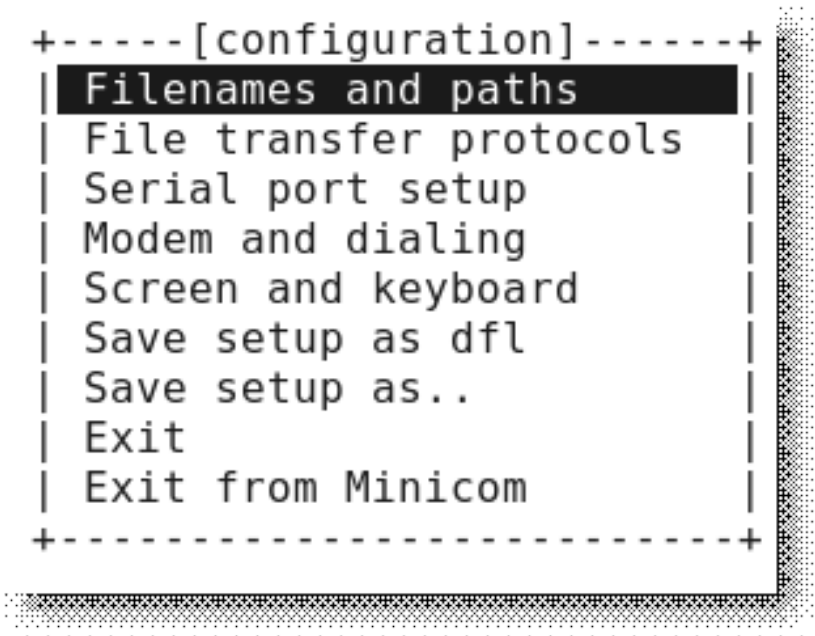 +-----[configuration]------+
| Filenames and paths      |
| File transfer protocols  |
| Serial port setup        |
| Modem and dialing        |
| Screen and keyboard      |
| Save setup as dfl        |
| Save setup as..          |
| Exit                     |
| Exit from Minicom        |
+--------------------------+